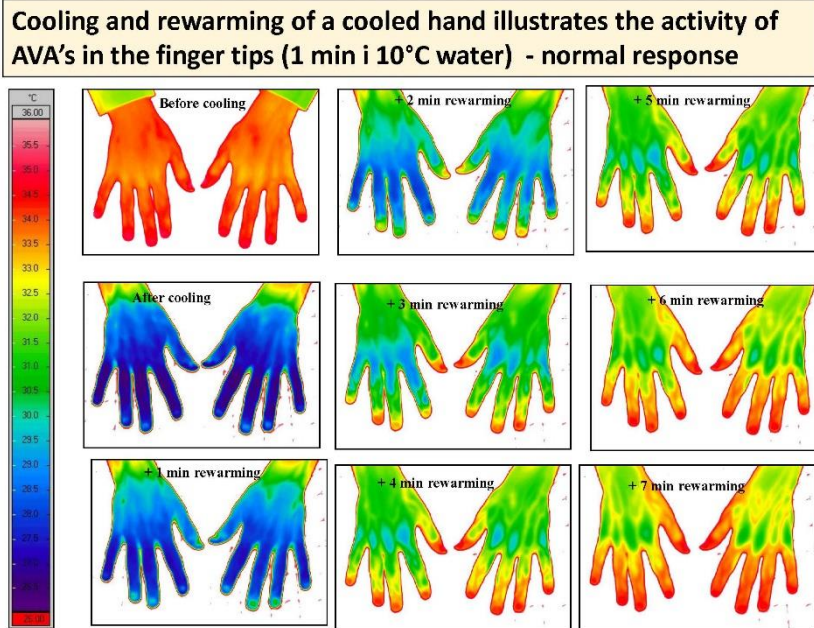 Cooling and rewarming of a cooled hand illustrates the activity of
AVA's in the finger tips (1 min i 10°C water)  - normal response
°C
36.00
35.5
35.0
34.5
34.0
33.5
33.0
32.5
32.0
31.5
31.0
30.5
30.0
29.5
29.0
28.5
28.0
Before cooling
+ 2 min rewarming
+ 5 min rewarming
After cooling
+ 3 min rewarming
+ 6 min rewarming
+ 1 min rewarming
+ 4 min rewarming
+ 7 min rewarming